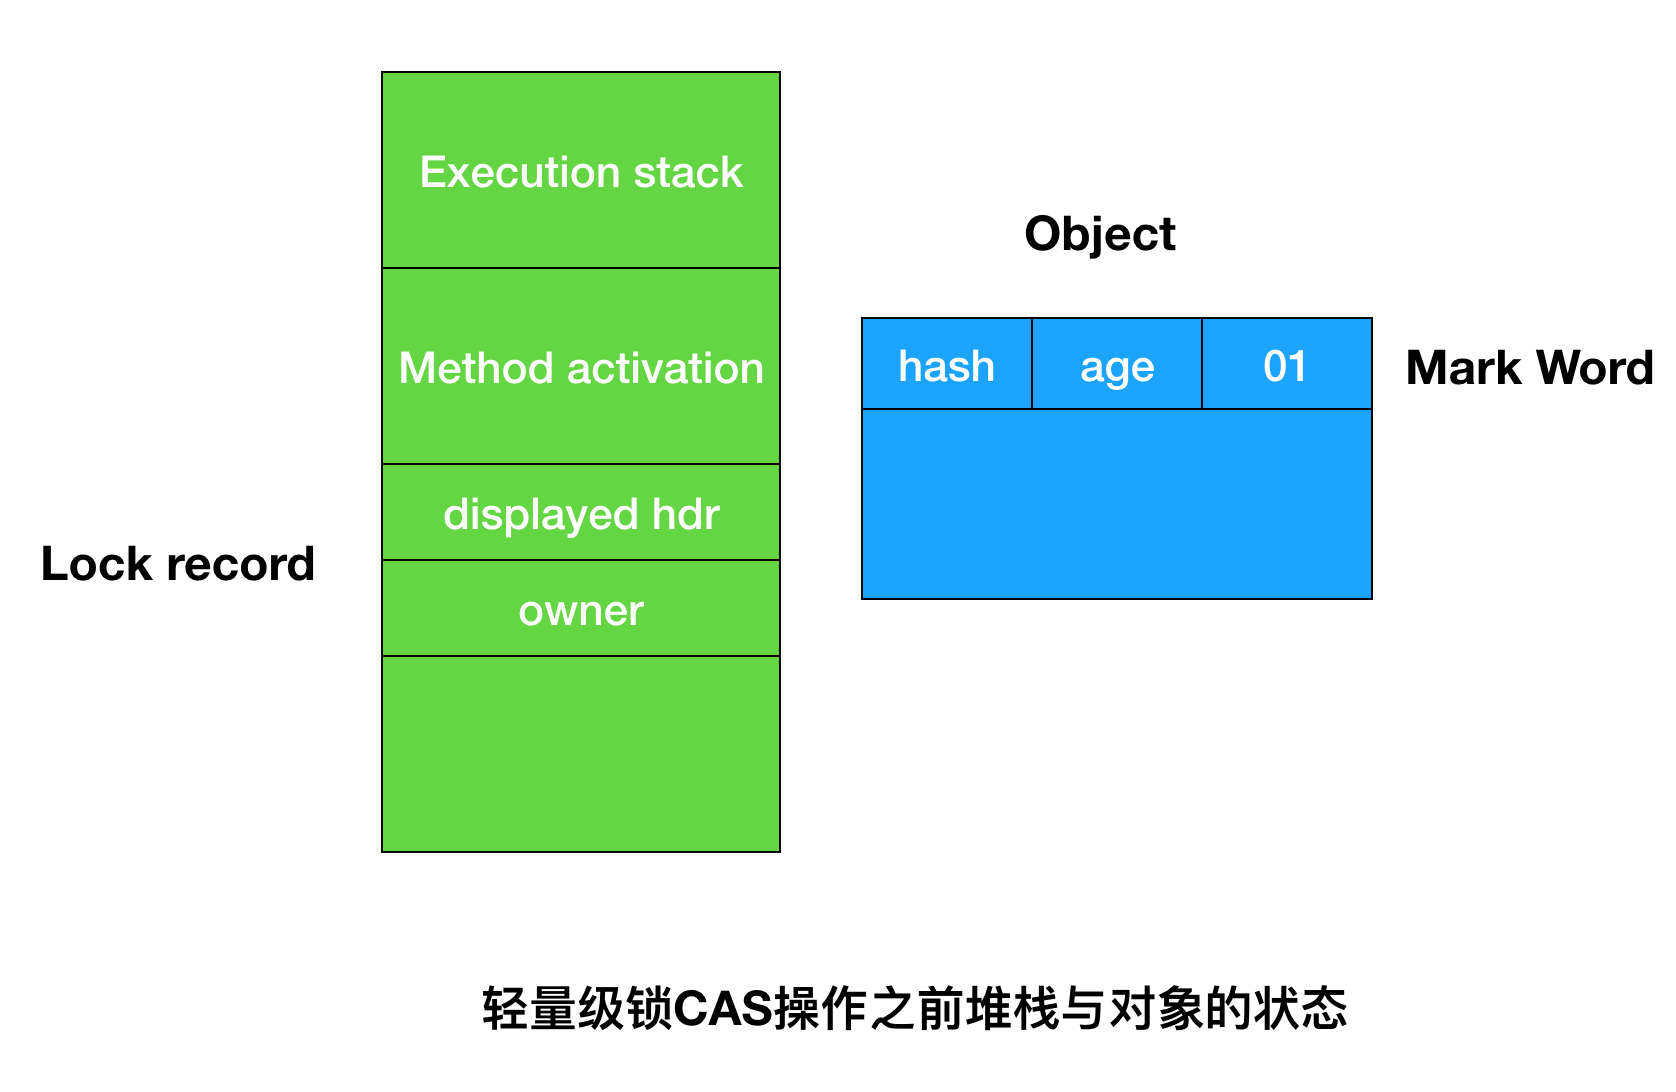 Execution stack
Method activation
displayed hdr
owner
Lock record
Object
hash
age
01
Mark Word
轻量级锁CAS操作之前堆栈与对象的状态